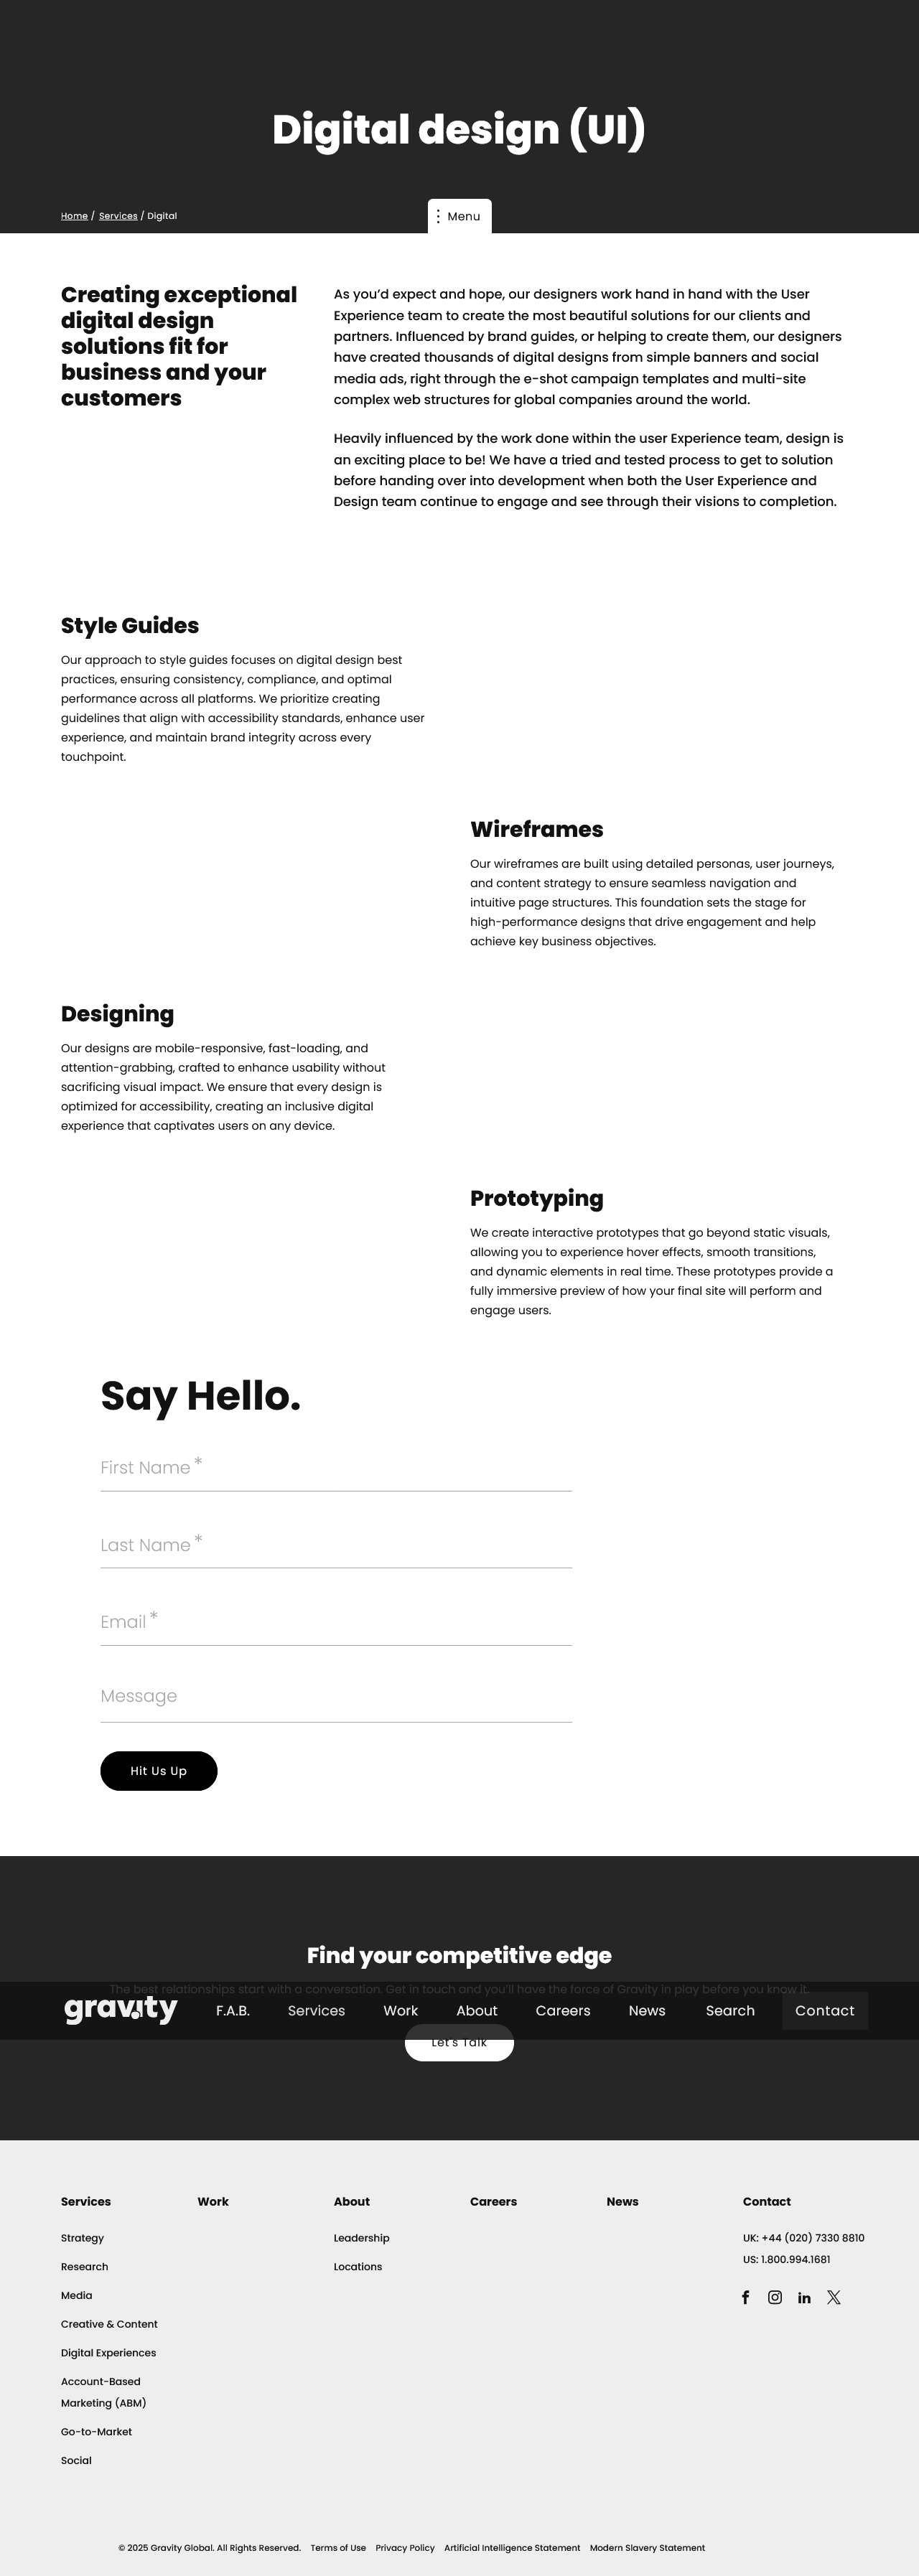 Digital design (UI)
Home / Services / Digital
Menu
Creating exceptional
digital design
solutions fit for
business and your
customers
As you’d expect and hope, our designers work hand in hand with the User
Experience team to create the most beautiful solutions for our clients and
partners. Influenced by brand guides, or helping to create them, our designers
have created thousands of digital designs from simple banners and social
media ads, right through the e-shot campaign templates and multi-site
complex web structures for global companies around the world.
Heavily influenced by the work done within the user Experience team, design is
an exciting place to be! We have a tried and tested process to get to solution
before handing over into development when both the User Experience and
Design team continue to engage and see through their visions to completion.
Style Guides
Our approach to style guides focuses on digital design best
practices, ensuring consistency, compliance, and optimal
performance across all platforms. We prioritize creating
guidelines that align with accessibility standards, enhance user
experience, and maintain brand integrity across every
touchpoint.
Wireframes
Our wireframes are built using detailed personas, user journeys,
and content strategy to ensure seamless navigation and
intuitive page structures. This foundation sets the stage for
high-performance designs that drive engagement and help
achieve key business objectives.
Designing
Our designs are mobile-responsive, fast-loading, and
attention-grabbing, crafted to enhance usability without
sacrificing visual impact. We ensure that every design is
optimized for accessibility, creating an inclusive digital
experience that captivates users on any device.
Prototyping
We create interactive prototypes that go beyond static visuals,
allowing you to experience hover effects, smooth transitions,
and dynamic elements in real time. These prototypes provide a
fully immersive preview of how your final site will perform and
engage users.
Say Hello.
First Name *
Last Name *
Email *
Message
Hit Us Up
Find your competitive edge
The best relationships start with a conversation. Get in touch and you’ll have the force of Gravity in play before you know it.
gravity F.A.B. Services Work About Careers News Search Contact
Let’s Talk
Services Work About Careers News Contact
Strategy
Research
Media
Creative & Content
Digital Experiences
Account-Based
Marketing (ABM)
Go-to-Market
Social
Leadership
Locations
UK: +44 (020) 7330 8810
US: 1.800.994.1681
© 2025 Gravity Global. All Rights Reserved. Terms of Use Privacy Policy Artificial Intelligence Statement Modern Slavery Statement